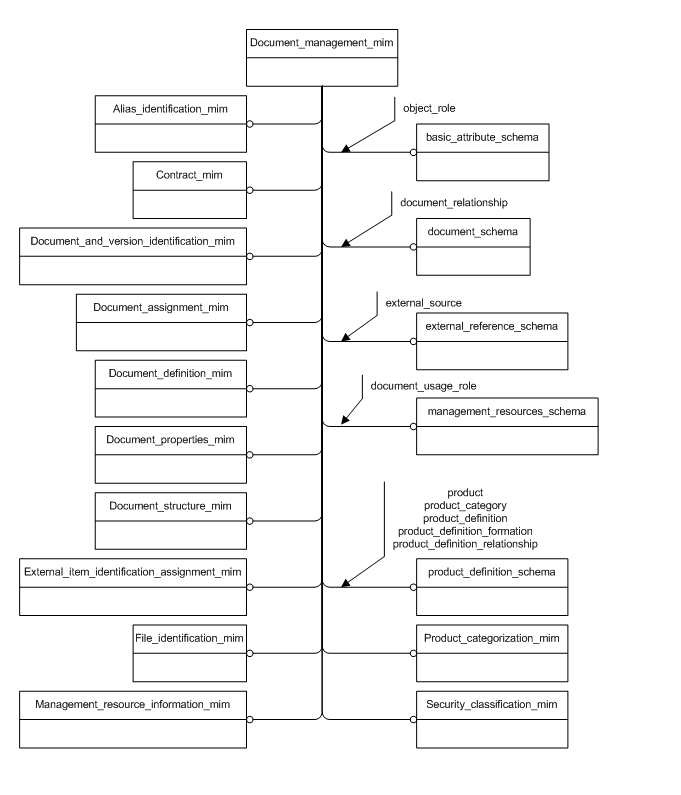 Document_management_mim
Alias_identification_mim
object_role
basic_attribute_schema
Contract_mim
document_relationship
document_schema
Document_and_version_identification_mim
Document_assignment_mim
external_source
external_reference_schema
Document_definition_mim
document_usage_role
management_resources_schema
Document_properties_mim
Document_structure_mim
product
product_category
product_definition
product_definition_formation
product_definition_relationship
External_item_identification_assignment_mim
product_definition_schema
File_identification_mim
Product_categorization_mim
Management_resource_information_mim
Security_classification_mim